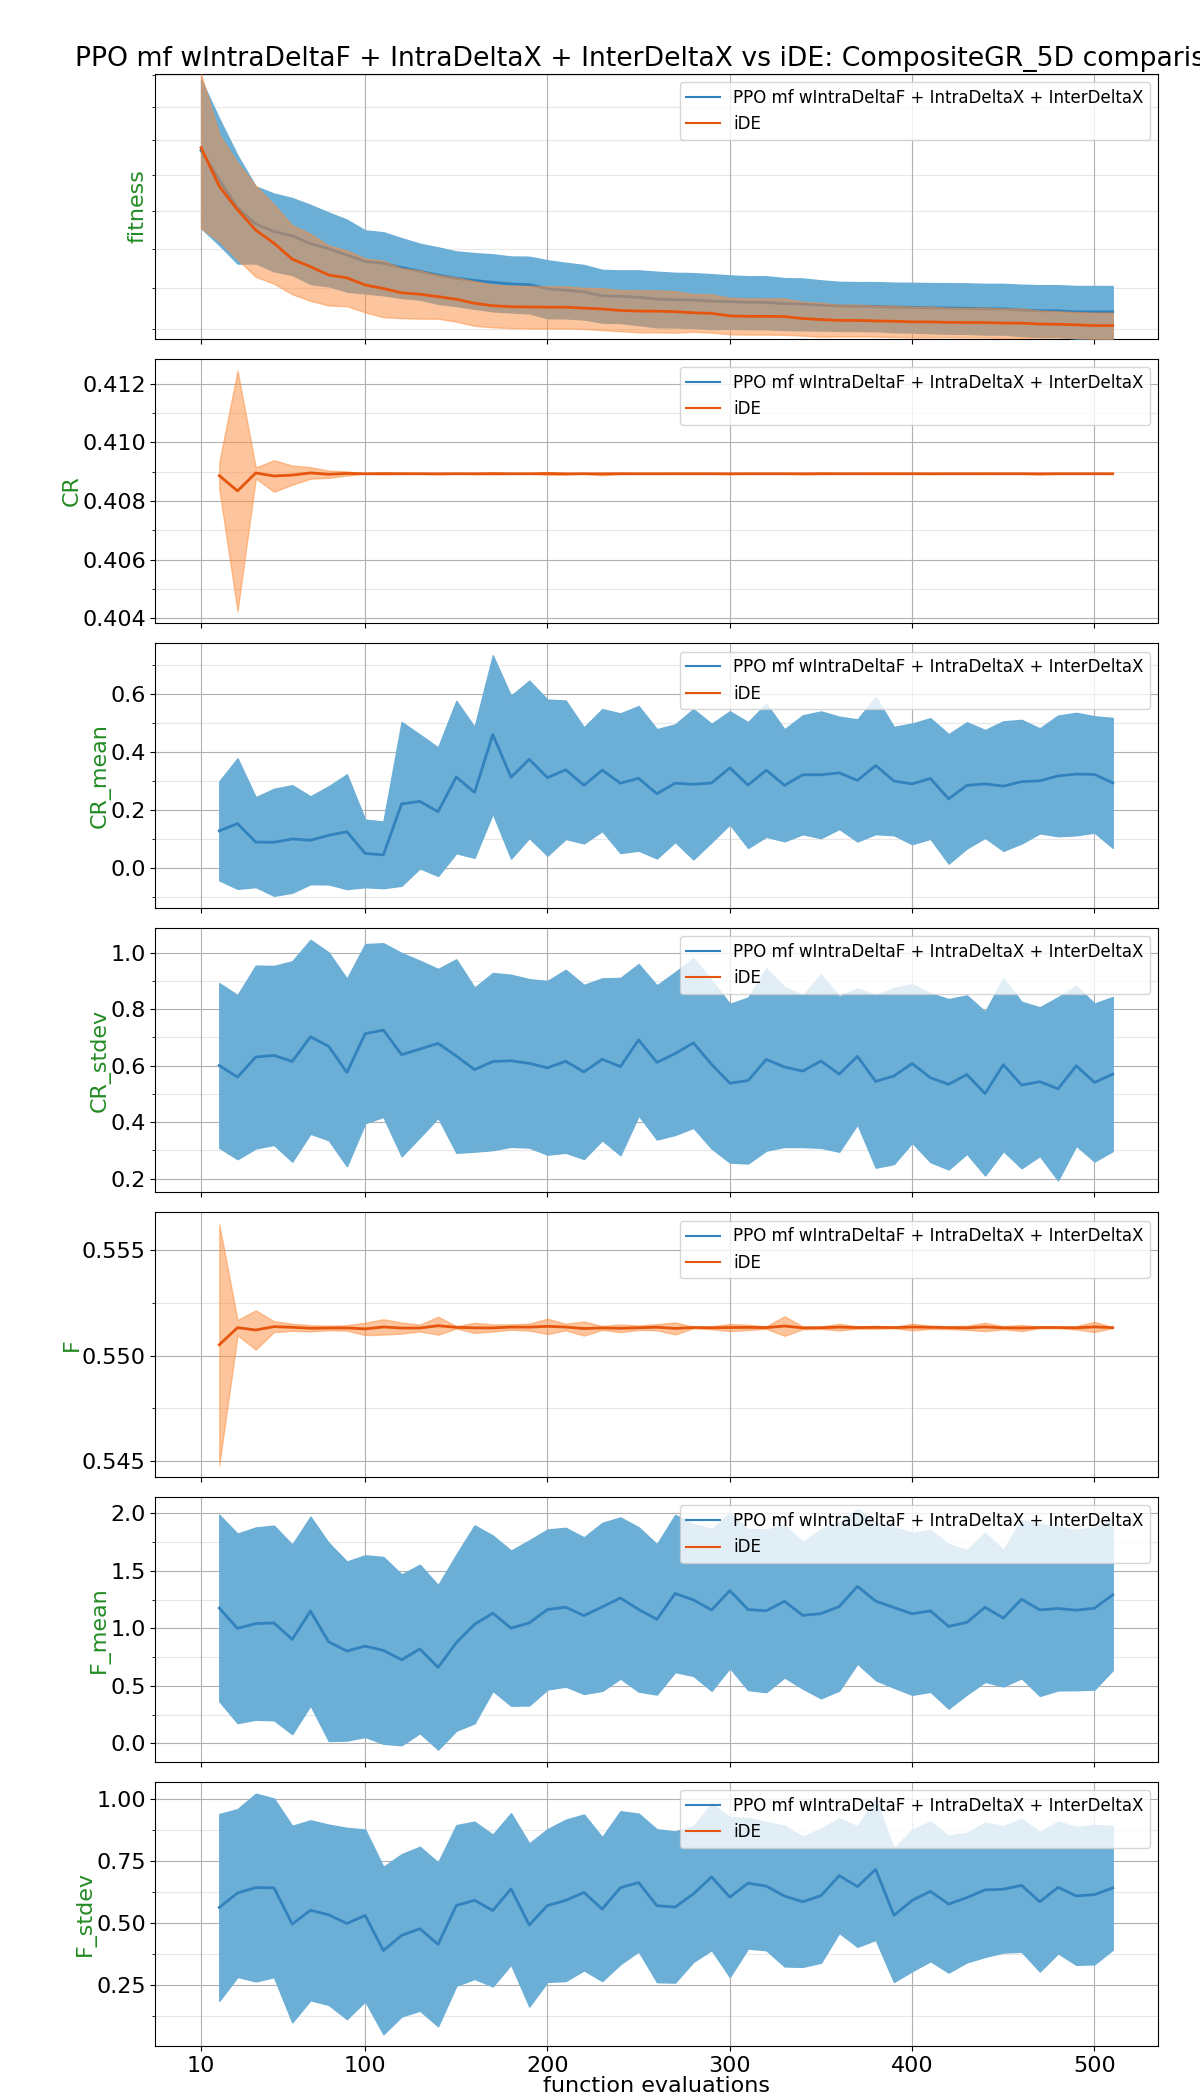 PPO mf wIntraDeltaF + IntraDeltaX + InterDeltaX vs iDE: CompositeGR_5D comparis
PPO mf wIntraDeltaF + IntraDeltaX + InterDeltaX
iDE
fitness
PPO mf wIntraDeltaF + IntraDeltaX + InterDeltaX
iDE
0.412
0.410
0.408
0.406
0.404
CR
PPO mf wIntraDeltaF + IntraDeltaX + InterDeltaX
iDE
0.6
0.4
0.2
0.0
CR_mean
PPO mf wIntraDeltaF + IntraDeltaX + InterDeltaX
iDE
1.0
0.8
0.6
0.4
0.2
CR_stdev
PPO mf wIntraDeltaF + IntraDeltaX + InterDeltaX
iDE
0.555
0.550
0.545
F
PPO mf wIntraDeltaF + IntraDeltaX + InterDeltaX
iDE
2.0
1.5
1.0
0.5
0.0
F_mean
PPO mf wIntraDeltaF + IntraDeltaX + InterDeltaX
iDE
1.00
0.75
0.50
0.25
F_stdev
10 100 200 300 400 500
function evaluations